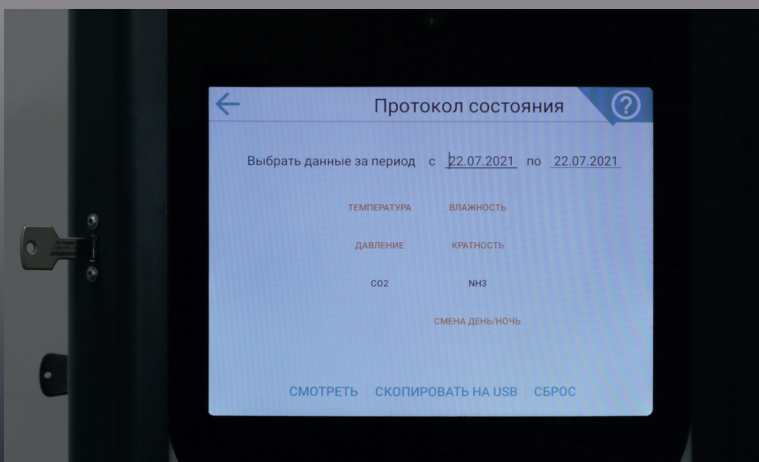 Протокол состояния
Выбрать данные за период с 22.07.2021 по 22.07.2021
ТЕМПЕРАТУРА ВЛАЖНОСТЬ
ДАВЛЕНИЕ КРАТНОСТЬ
CO2 NH3
СМЕНА ДЕНЬ/НОЧЬ
СМОТРЕТЬ СКОПИРОВАТЬ НА USB СБРОС